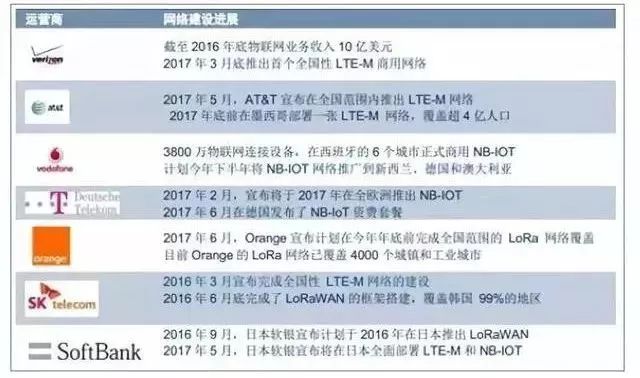 运营商 网络建设进展
verizon
截至 2016 年底物联网业务收入 10 亿美元
2017 年 3 月底推出首个全国性 LTE-M 商用网络
at&t
2017 年 5 月，AT&T 宣布在全国范围内推出 LTE-M 网络
2017 年底前在墨西哥部署一张 LTE-M 网络，覆盖超 4 亿人口
vodafone
3800 万物联网连接设备，在西班牙的 6 个城市正式商用 NB-IOT
计划今年下半年将 NB-IOT 网络推广到新西兰，德国和澳大利亚
T Deutsche Telekom
2017 年 2 月，宣布将于 2017 年在全欧洲推出 NB-IOT
2017 年 6 月在德国发布了 NB-IoT 资费套餐
orange
2017 年 6 月，Orange 宣布计划在今年年底前完成全国范围的 LoRa 网络覆盖
目前 Orange 的 LoRa 网络已覆盖 4000 个城镇和工业城市
SK telecom
2016 年 3 月宣布完成全国性 LTE-M 网络的建设
2016 年 6 月底完成了 LoRaWAN 的框架搭建，覆盖韩国 99%的地区
SoftBank
2016 年 9 月，日本软银宣布计划于 2016 年在日本推出 LoRaWAN
2017 年 5 月，日本软银宣布将在日本全面部署 LTE-M 和 NB-IOT